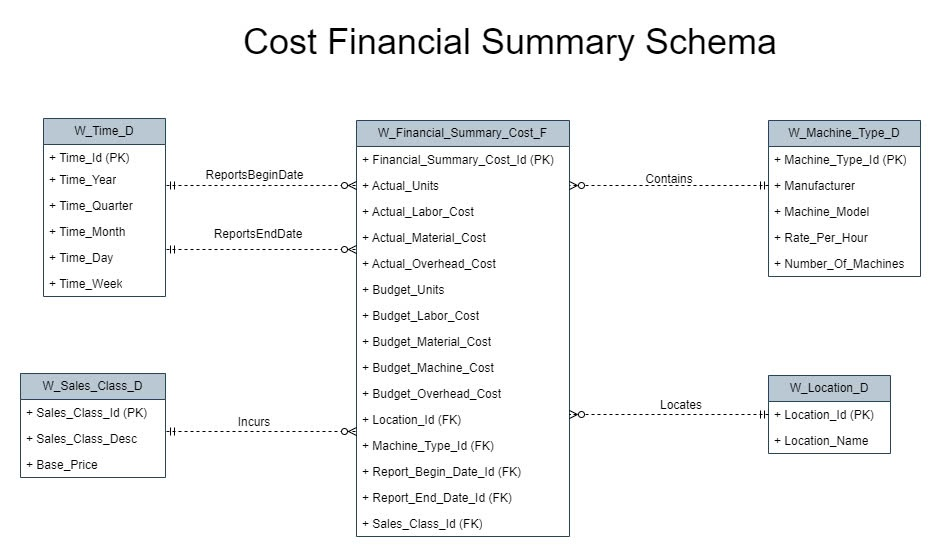 Cost Financial Summary Schema
W_Time_D
+ Time_Id (PK)
+ Time_Year
+ Time_Quarter
+ Time_Month
+ Time_Day
+ Time_Week
ReportsBeginDate
ReportsEndDate
W_Financial_Summary_Cost_F
+ Financial_Summary_Cost_Id (PK)
+ Actual_Units
+ Actual_Labor_Cost
+ Actual_Material_Cost
+ Actual_Overhead_Cost
+ Budget_Units
+ Budget_Labor_Cost
+ Budget_Material_Cost
+ Budget_Machine_Cost
+ Budget_Overhead_Cost
+ Location_Id (FK)
+ Machine_Type_Id (FK)
+ Report_Begin_Date_Id (FK)
+ Report_End_Date_Id (FK)
+ Sales_Class_Id (FK)
Contains
W_Machine_Type_D
+ Machine_Type_Id (PK)
+ Manufacturer
+ Machine_Model
+ Rate_Per_Hour
+ Number_Of_Machines
W_Sales_Class_D
+ Sales_Class_Id (PK)
+ Sales_Class_Desc
+ Base_Price
Incurs
Locates
W_Location_D
+ Location_Id (PK)
+ Location_Name